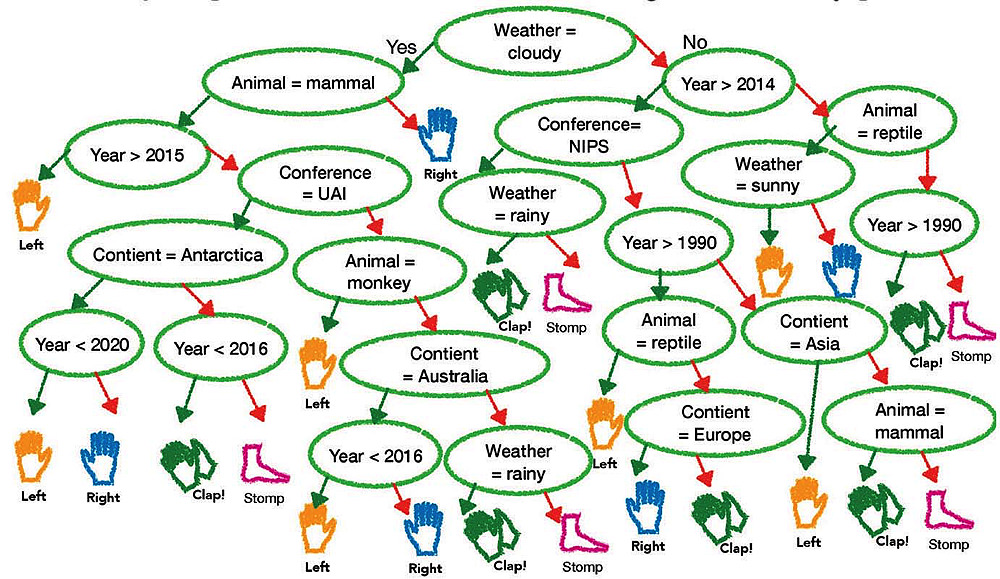 Weather =
cloudy
Yes
No
Animal = mammal
Year > 2014
Animal
= reptile
Conference=
NIPS
Year > 2015
Right
Weather
= sunny
Conference
= UAI
Weather
= rainy
Left
Year > 1990
Year > 1990
Contient = Antarctica
Animal =
monkey
Clap!
Stomp
Animal
= reptile
Contient
= Asia
Clap!
Stomp
Year < 2020
Year < 2016
Contient
= Australia
Left
Contient
= Europe
Animal =
mammal
Left
Year < 2016
Weather
= rainy
Left
Right
Clap!
Stomp
Right
Clap!
Left
Clap!
Stomp
Left
Right
Clap!
Stomp